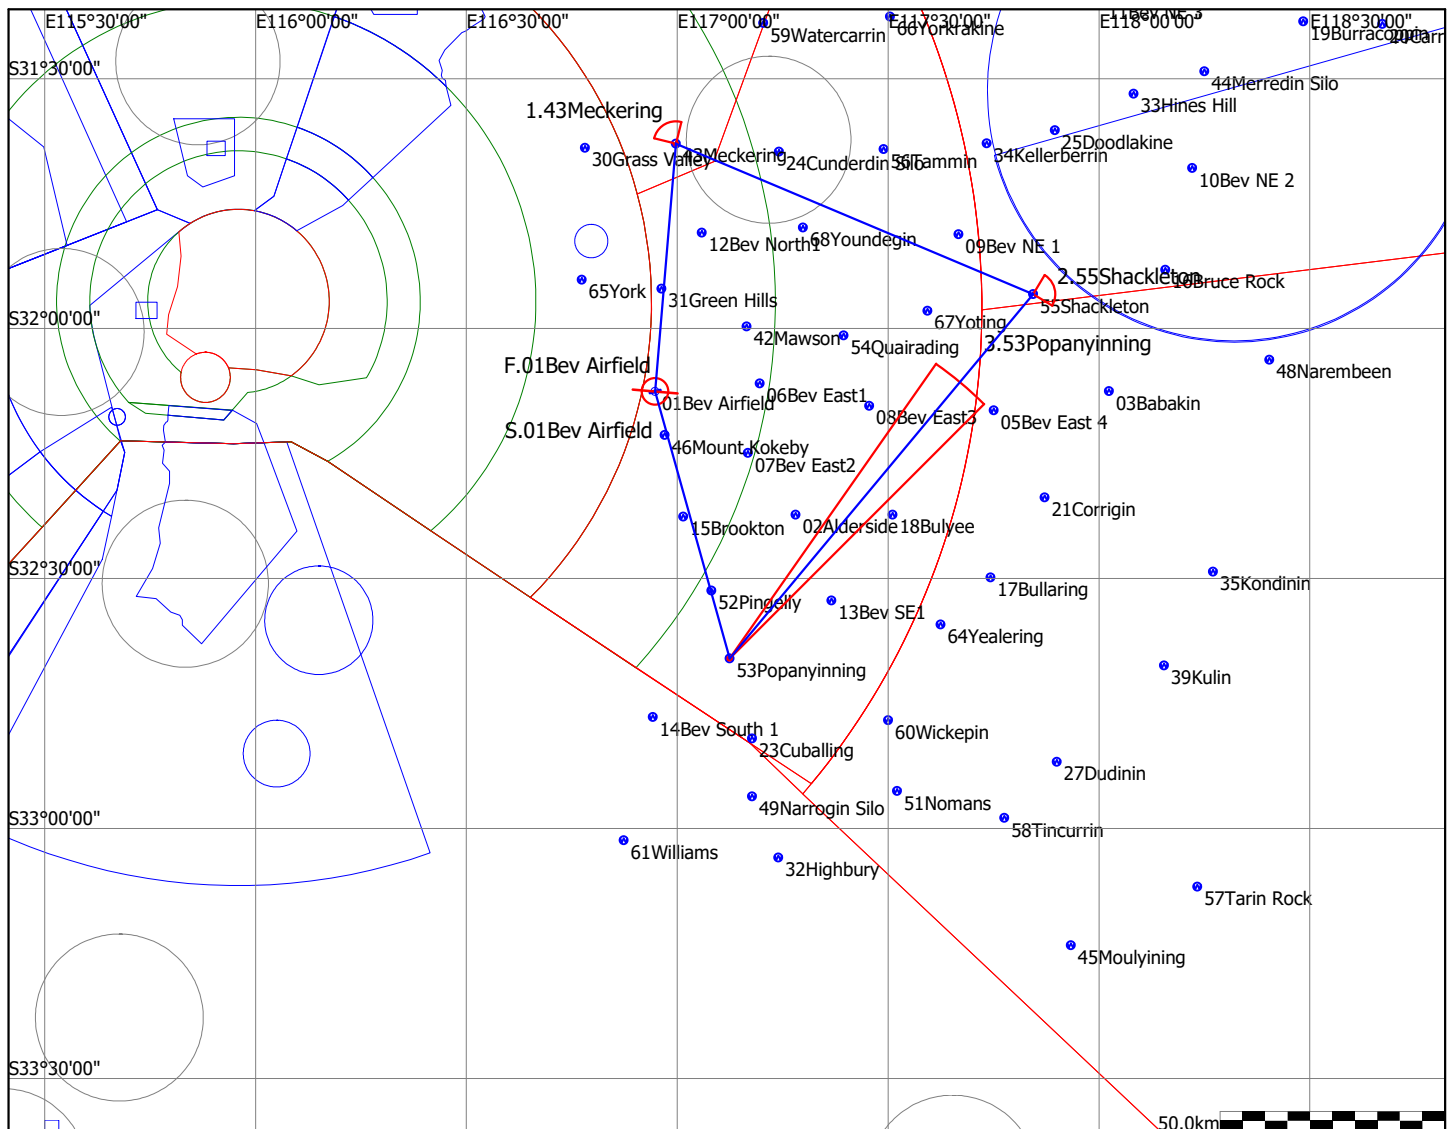 E115°30'00"
E116°00'00"
E116°30'00"
E117°00'00"
E117°30'00"
E118°00'00"
E118°30'00"
11Bev NE 3
59Watercarrin
66Yorkrakine
19Burracoppin
S31°30'00"
44Merredin Silo
33Hines Hill
1.43Meckering
25Doodlakine
30Grass Valley
43Meckering
24Cunderdin Silo
56Tammin
34Kellerberrin
10Bev NE 2
12Bev North1
68Youndegin
09Bev NE 1
2.55Shackleton
16Bruce Rock
65York
31Green Hills
55Shackleton
S32°00'00"
67Yoting
42Mawson
54Quairading
3.53Popanyinning
F.01Bev Airfield
48Narembeen
06Bev East1
01Bev Airfield
08Bev East3
05Bev East 4
03Babakin
S.01Bev Airfield
46Mount Kokeby
07Bev East2
21Corrigin
15Brookton
02Alderside
18Bulyee
S32°30'00"
17Bullaring
35Kondinin
52Pingelly
13Bev SE1
64Yealering
53Popanyinning
39Kulin
14Bev South 1
23Cuballing
60Wickepin
27Dudinin
49Narrogin Silo
51Nomans
S33°00'00"
58Tincurrin
61Williams
32Highbury
57Tarin Rock
45Moulyining
S33°30'00"
50.0km